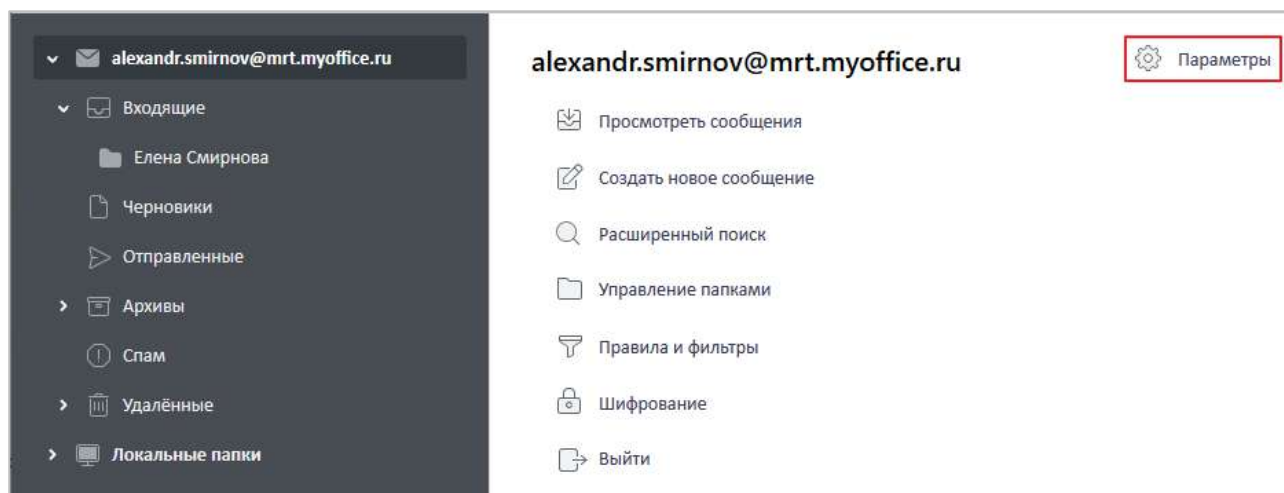 alexandr.smirnov@mrt.myoffice.ru
Входящие
Елена Смирнова
Черновики
Отправленные
Архивы
Спам
Удалённые
Локальные папки
alexandr.smirnov@mrt.myoffice.ru
Параметры
Просмотреть сообщения
Создать новое сообщение
Расширенный поиск
Управление папками
Правила и фильтры
Шифрование
Выйти